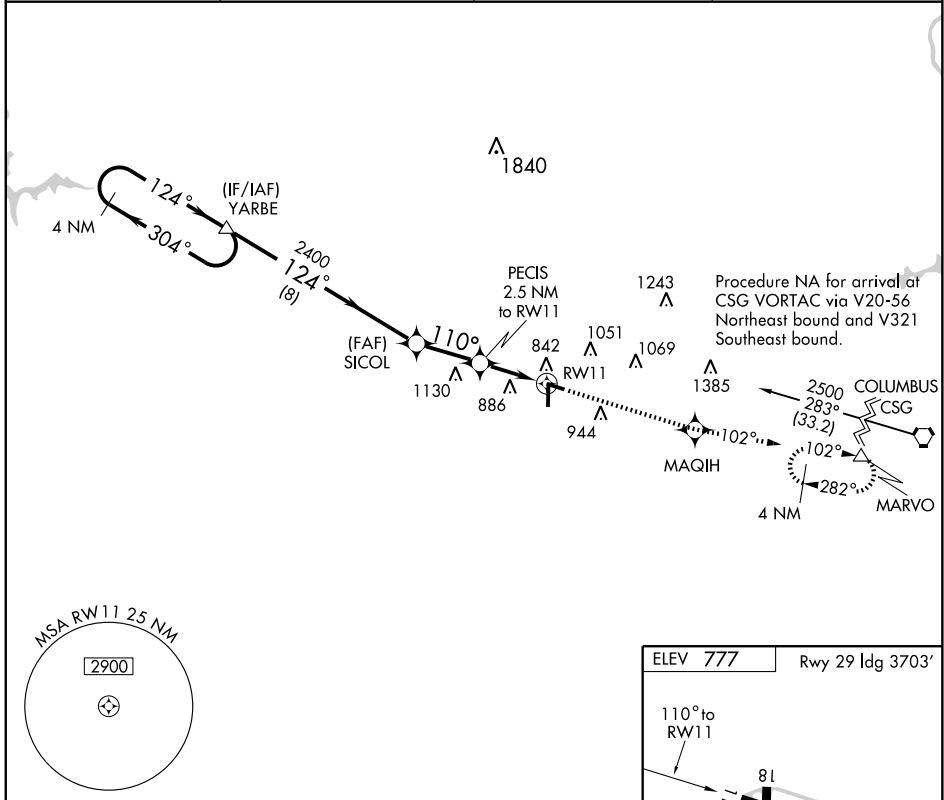 1840
(IF/IAF)
YARBE
124°
4 NM
304°
2400
124°
(8)
PECIS
2.5 NM
to RW11
1243
Procedure NA for arrival at
CSG VORTAC via V20-56
Northeast bound and V321
Southeast bound.
(FAF)
SICOL
110°
842
1051
1069
RW11
1130
886
944
1385
2500
283°
(33.2)
COLUMBUS
CSG
MAQIH
102°
102°
282°
4 NM
MARVO
MSA RW11 25 NM
2900
ELEV 777
Rwy 29 ldg 3703'
110° to
RW11
18